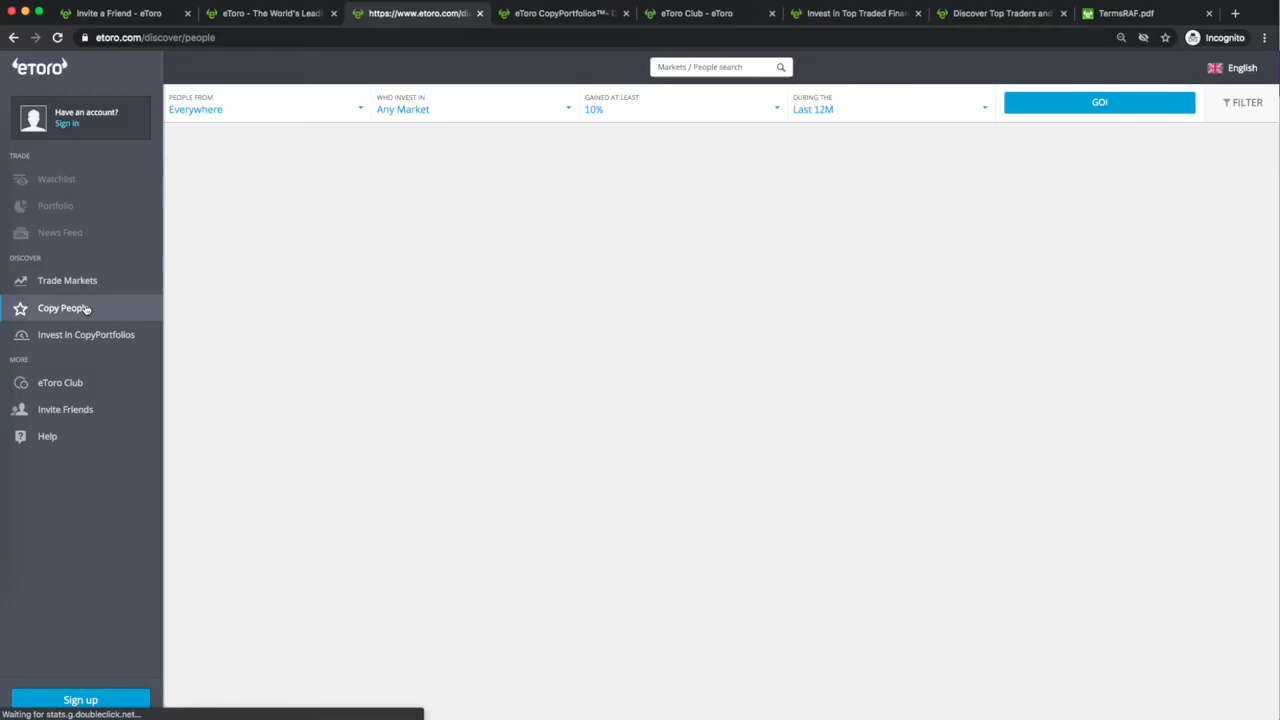 Invite a Friend - eToro
eToro - The World's Leadi
https://www.etoro.com/di
eToro CopyPortfolios™- D
eToro Club - eToro
Invest in Top Traded Finan
Discover Top Traders and
TermsRAF.pdf
etoro.com/discover/people
Incognito
eToro
Markets / People search
English
Have an account?
Sign in
PEOPLE FROM
Everywhere
WHO INVEST IN
Any Market
GAINED AT LEAST
10%
DURING THE
Last 12M
GO!
FILTER
TRADE
Watchlist
Portfolio
News Feed
DISCOVER
Trade Markets
Copy People
Invest in CopyPortfolios
MORE
eToro Club
Invite Friends
Help
Sign up
Waiting for stats.g.doubleclick.net...